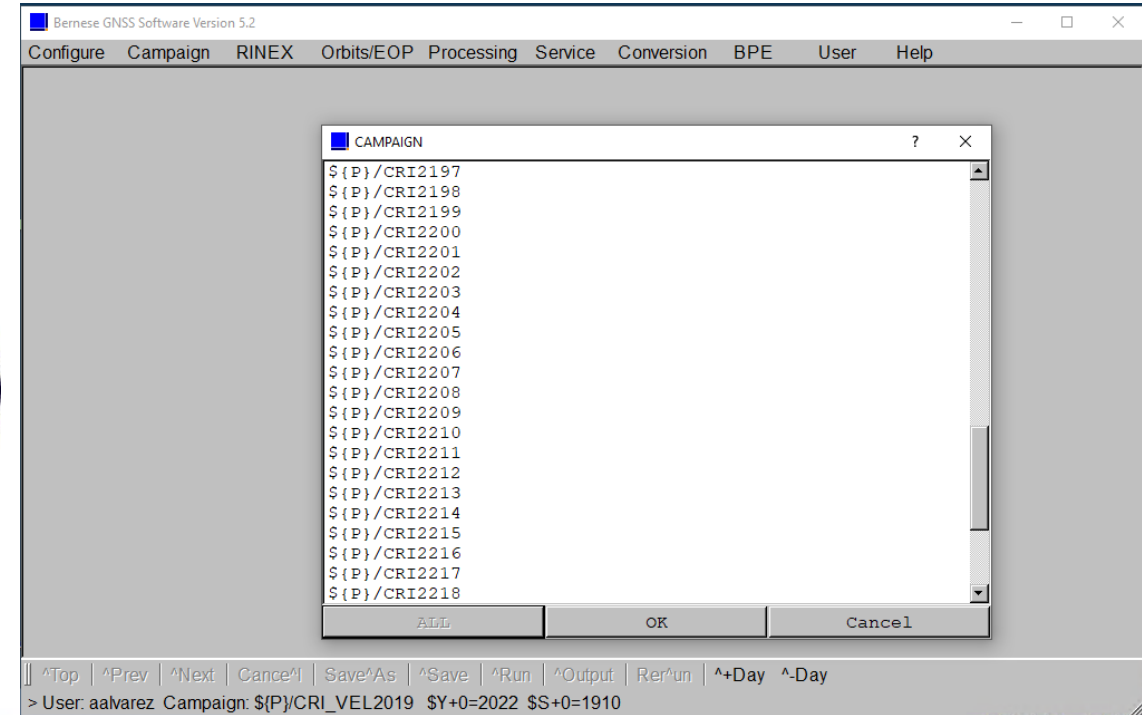 Bernese GNSS Software Version 5.2
Configure Campaign RINEX Orbits/EOP Processing Service Conversion BPE User Help
CAMPAIGN ?
${P}/CRI2197
${P}/CRI2198
${P}/CRI2199
${P}/CRI2200
${P}/CRI2201
${P}/CRI2202
${P}/CRI2203
${P}/CRI2204
${P}/CRI2205
${P}/CRI2206
${P}/CRI2207
${P}/CRI2208
${P}/CRI2209
${P}/CRI2210
${P}/CRI2211
${P}/CRI2212
${P}/CRI2213
${P}/CRI2214
${P}/CRI2215
${P}/CRI2216
${P}/CRI2217
${P}/CRI2218
ALL OK Cancel
^Top | ^Prev | ^Next | Cance^l | Save^As | ^Save | ^Run | ^Output | Rer^un | ^+Day ^-Day
> User: aalvarez Campaign: ${P}/CRI_VEL2019 $Y+0=2022 $S+0=1910